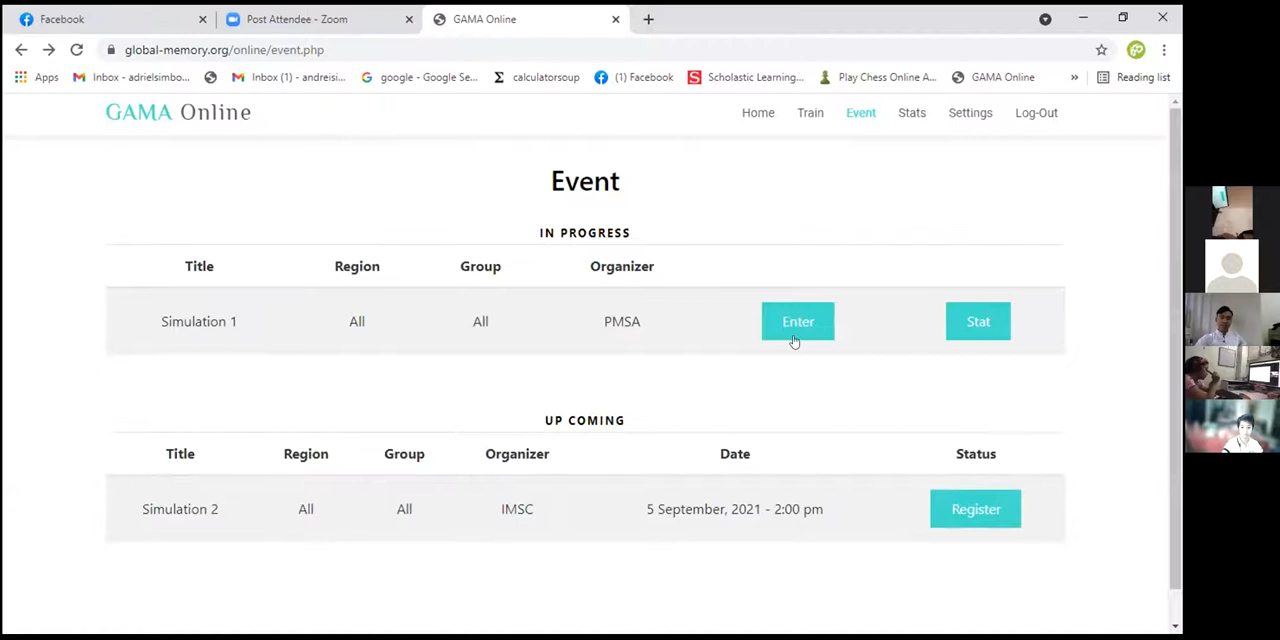 Facebook
Post Attendee - Zoom
GAMA Online
global-memory.org/online/event.php
Apps
Inbox - adrielsimbo...
Inbox (1) - andreisi...
google - Google Se...
calculatorsoup
(1) Facebook
Scholastic Learning...
Play Chess Online A...
GAMA Online
»
Reading list
GAMA Online
Home Train Event Stats Settings Log-Out
Event
IN PROGRESS
Title Region Group Organizer
Simulation 1 All All PMSA Enter Stat
UP COMING
Title Region Group Organizer Date Status
Simulation 2 All All IMSC 5 September, 2021 - 2:00 pm Register